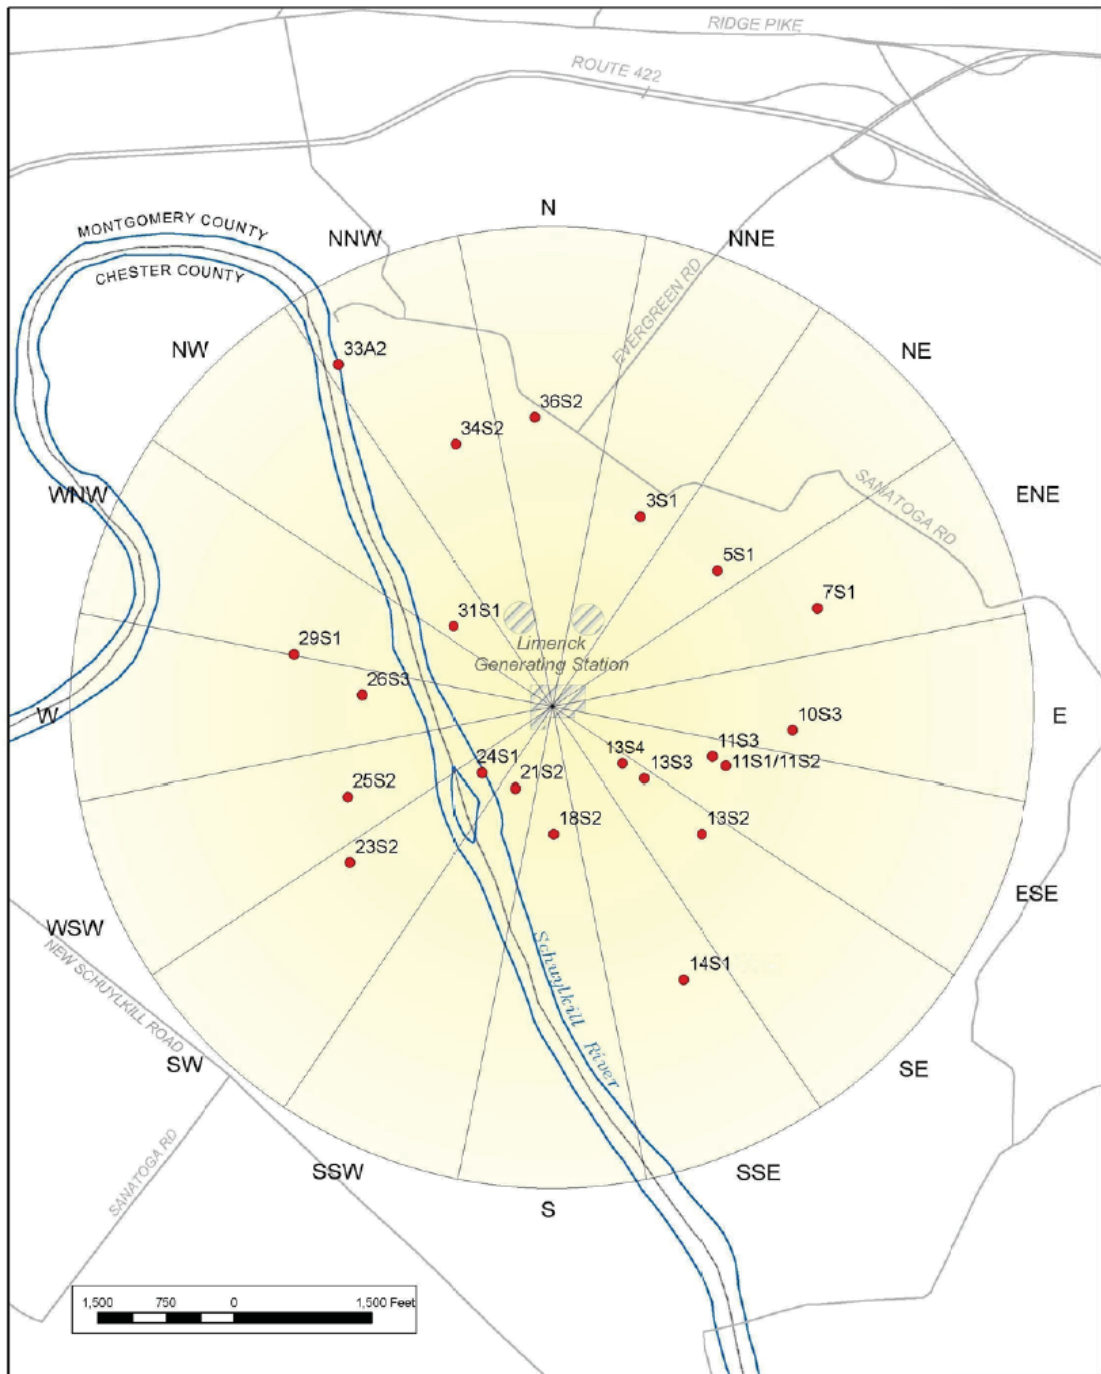 RIDGE PIKE
ROUTE 422
MONTGOMERY COUNTY
CHESTER COUNTY
N
NNW
NNE
EVERGREEN RD
NW
NE
33A2
36S2
34S2
WNW
ENE
3S1
SANATOGA RD
5S1
7S1
31S1
Limerick
Generating Station
29S1
26S3
W
E
10S3
11S3
13S4
11S1/11S2
13S3
24S1
21S2
25S2
18S2
13S2
23S2
ESE
WSW
NEW SCHUYLKILL ROAD
Schuylkill River
14S1
SW
SE
SANATOGA RD
SSW
SSE
S
1,500 750 0 1,500 Feet